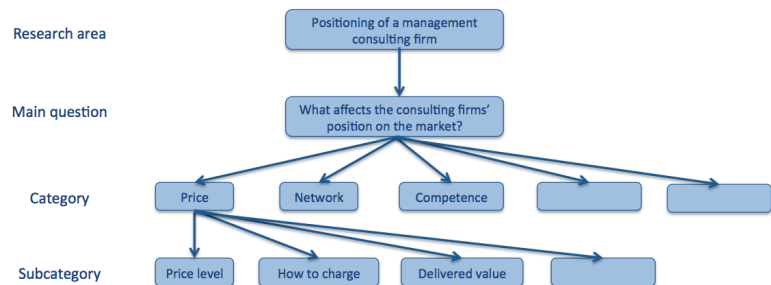 Research area
Positioning of a management
consulting firm
Main question
What affects the consulting firms'
position on the market?
Category
Price
Network
Competence
Subcategory
Price level
How to charge
Delivered value